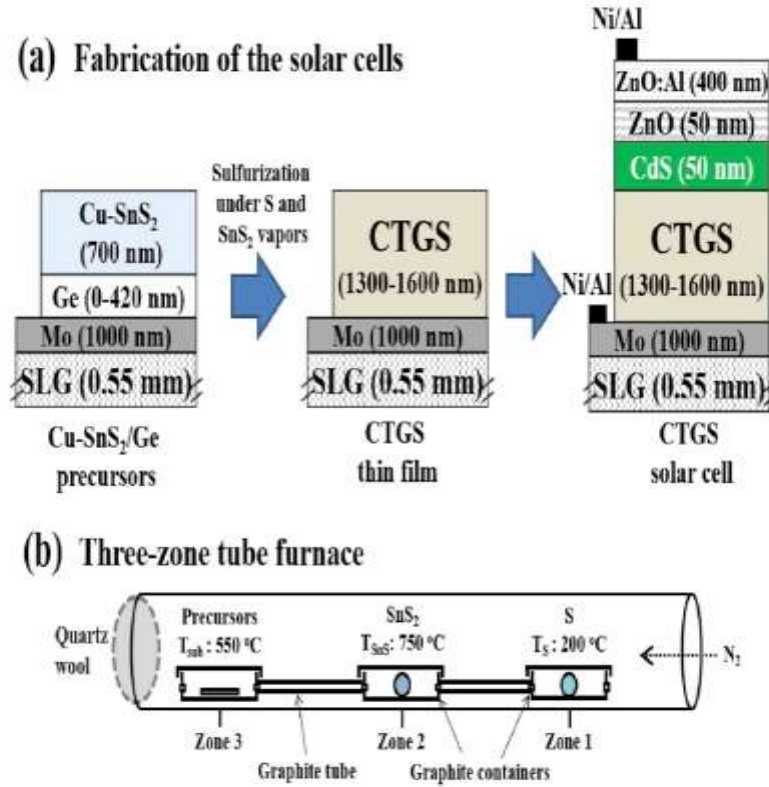 (a) Fabrication of the solar cells
Cu-SnS₂
(700 nm)
Ge (0-420 nm)
Mo (1000 nm)
SLG (0.55 mm)
Cu-SnS₂/Ge
precursors
Sulfurization
under S and
SnS₂ vapors
CTGS
(1300-1600 nm)
Mo (1000 nm)
SLG (0.55 mm)
CTGS
thin film
Ni/Al
ZnO:Al (400 nm)
ZnO (50 nm)
CdS (50 nm)
CTGS
(1300-1600 nm)
Ni/Al
Mo (1000 nm)
SLG (0.55 mm)
CTGS
solar cell
(b) Three-zone tube furnace
Quartz
wool
Precursors
T_sub : 550 °C
SnS₂
T_SnS : 750 °C
S
T_S : 200 °C
N₂
Zone 3
Zone 2
Zone 1
Graphite tube
Graphite containers